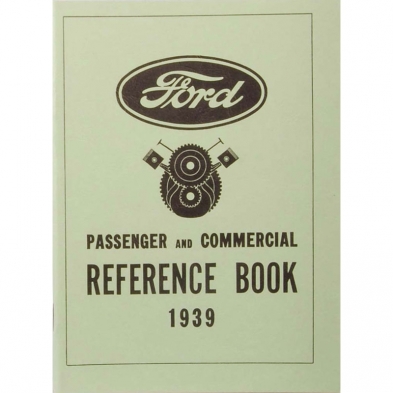 Ford
PASSENGER AND COMMERCIAL
REFERENCE BOOK
1939